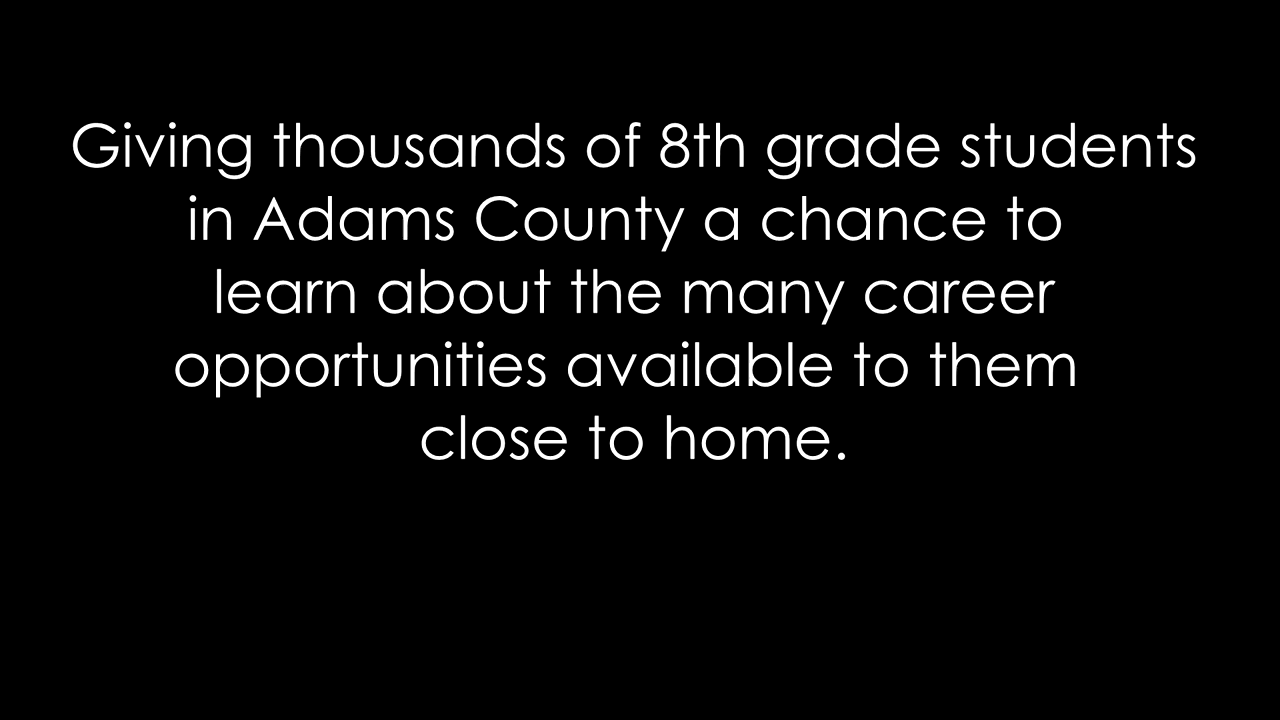 Giving thousands of 8th grade students
in Adams County a chance to
learn about the many career
opportunities available to them
close to home.